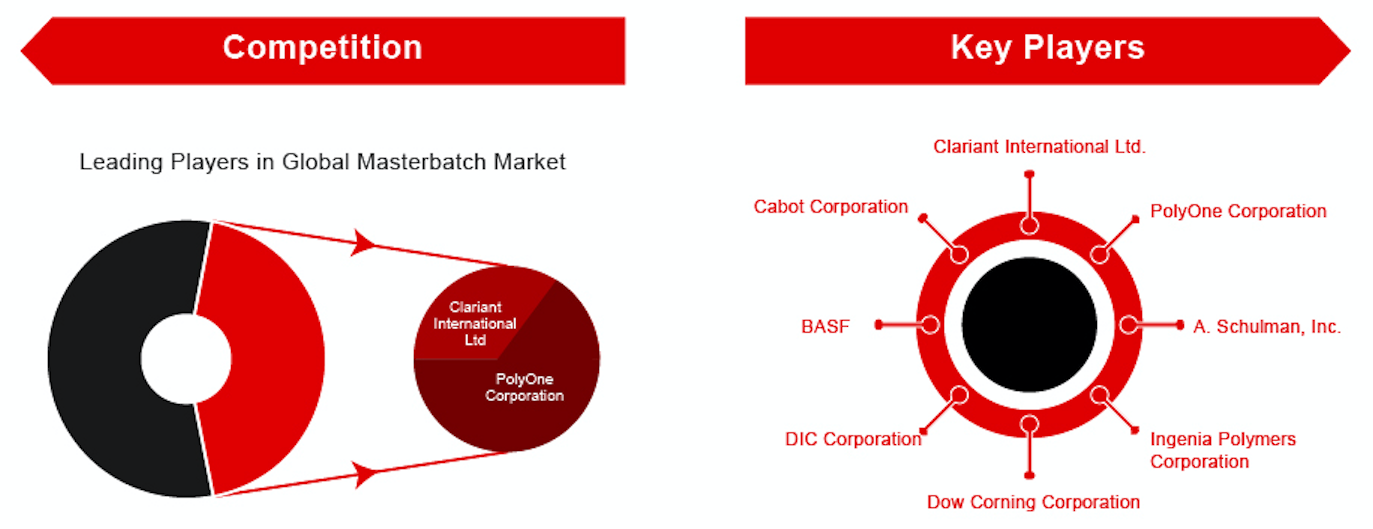 Competition
Leading Players in Global Masterbatch Market
Clariant
International
Ltd
PolyOne
Corporation
Key Players
Clariant International Ltd.
Cabot Corporation
PolyOne Corporation
BASF
A. Schulman, Inc.
DIC Corporation
Ingenia Polymers
Corporation
Dow Corning Corporation